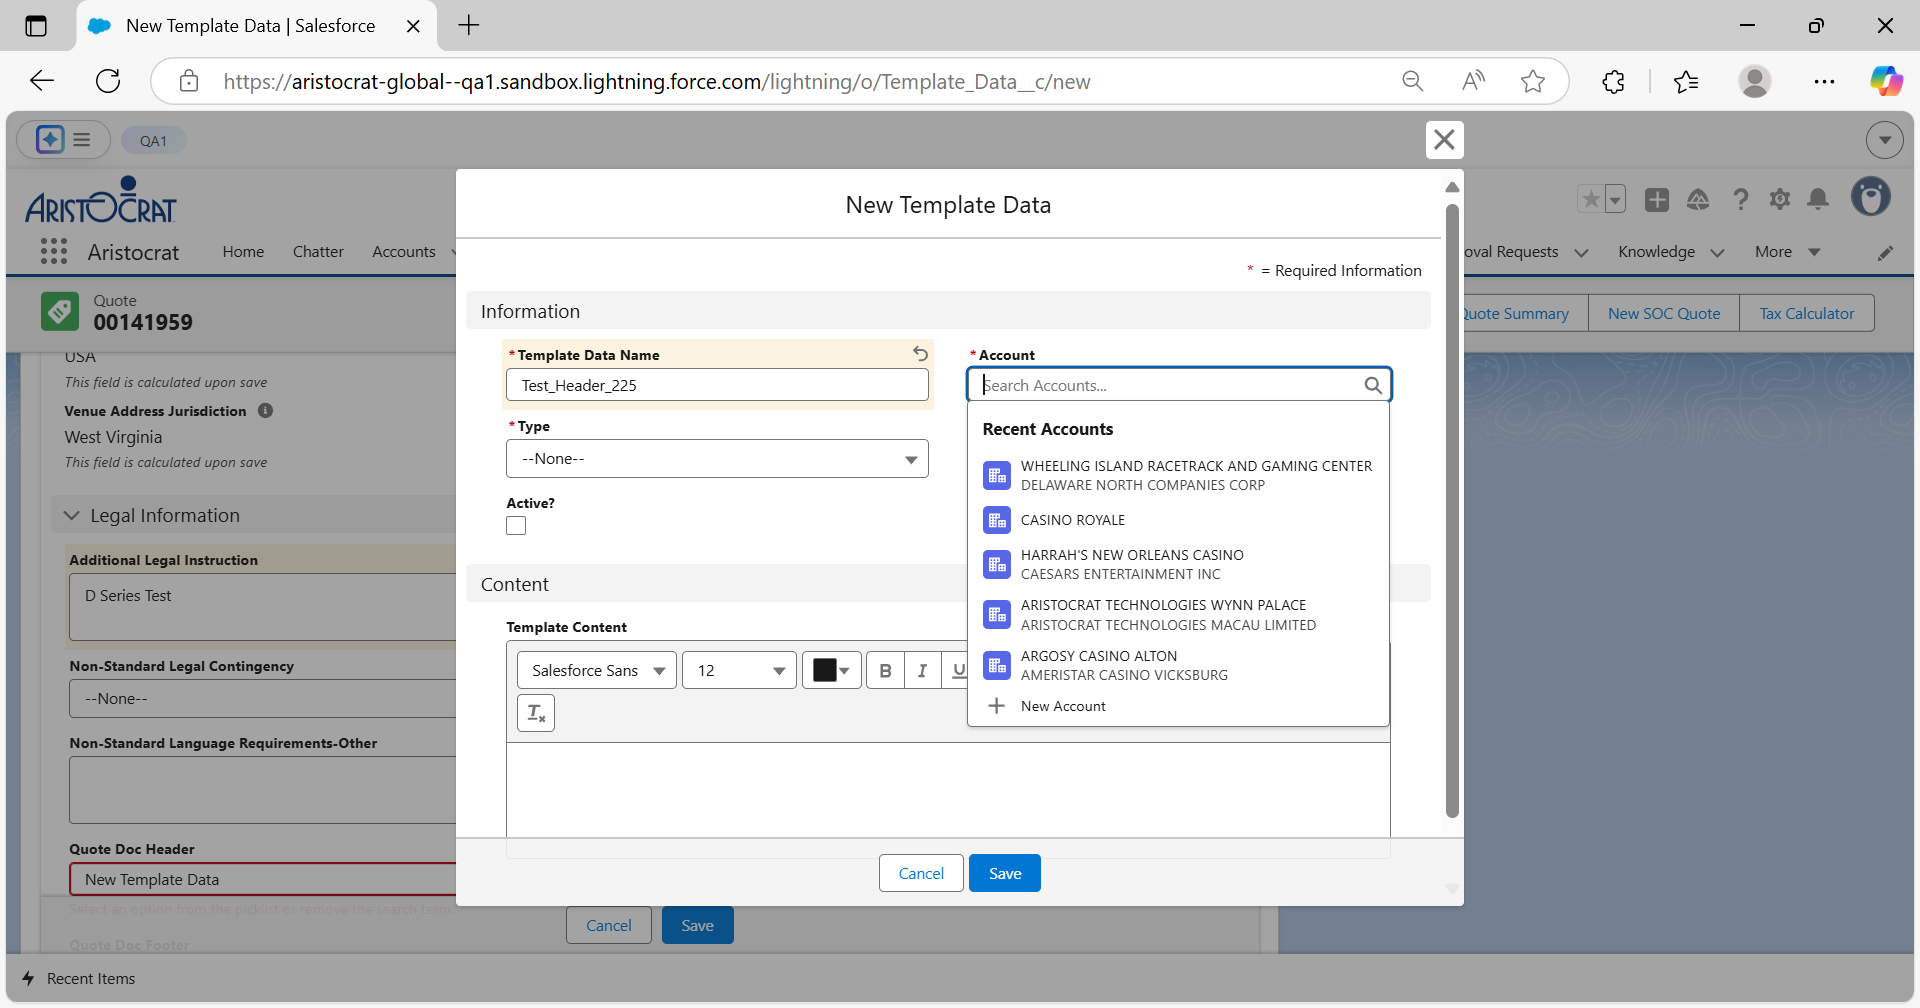 New Template Data | Salesforce
https://aristocrat-global--qa1.sandbox.lightning.force.com/lightning/o/Template_Data__c/new
QA1
ARISTOCRAT
Aristocrat
Home
Chatter
Accounts
oval Requests
Knowledge
More
Quote
00141959
Quote Summary
New SOC Quote
Tax Calculator
USA
This field is calculated upon save
Venue Address Jurisdiction
West Virginia
This field is calculated upon save
Legal Information
Additional Legal Instruction
D Series Test
Non-Standard Legal Contingency
--None--
Non-Standard Language Requirements-Other
Quote Doc Header
New Template Data
Select an option from the picklist or remove the search term.
Quote Doc Footer
Cancel
Save
Recent Items
New Template Data
* = Required Information
Information
*Template Data Name
Test_Header_225
*Account
Search Accounts...
Recent Accounts
WHEELING ISLAND RACETRACK AND GAMING CENTER
DELAWARE NORTH COMPANIES CORP
CASINO ROYALE
HARRAH'S NEW ORLEANS CASINO
CAESARS ENTERTAINMENT INC
ARISTOCRAT TECHNOLOGIES WYNN PALACE
ARISTOCRAT TECHNOLOGIES MACAU LIMITED
ARGOSY CASINO ALTON
AMERISTAR CASINO VICKSBURG
New Account
*Type
--None--
Active?
Content
Template Content
Salesforce Sans
12
B
I
U
Cancel
Save